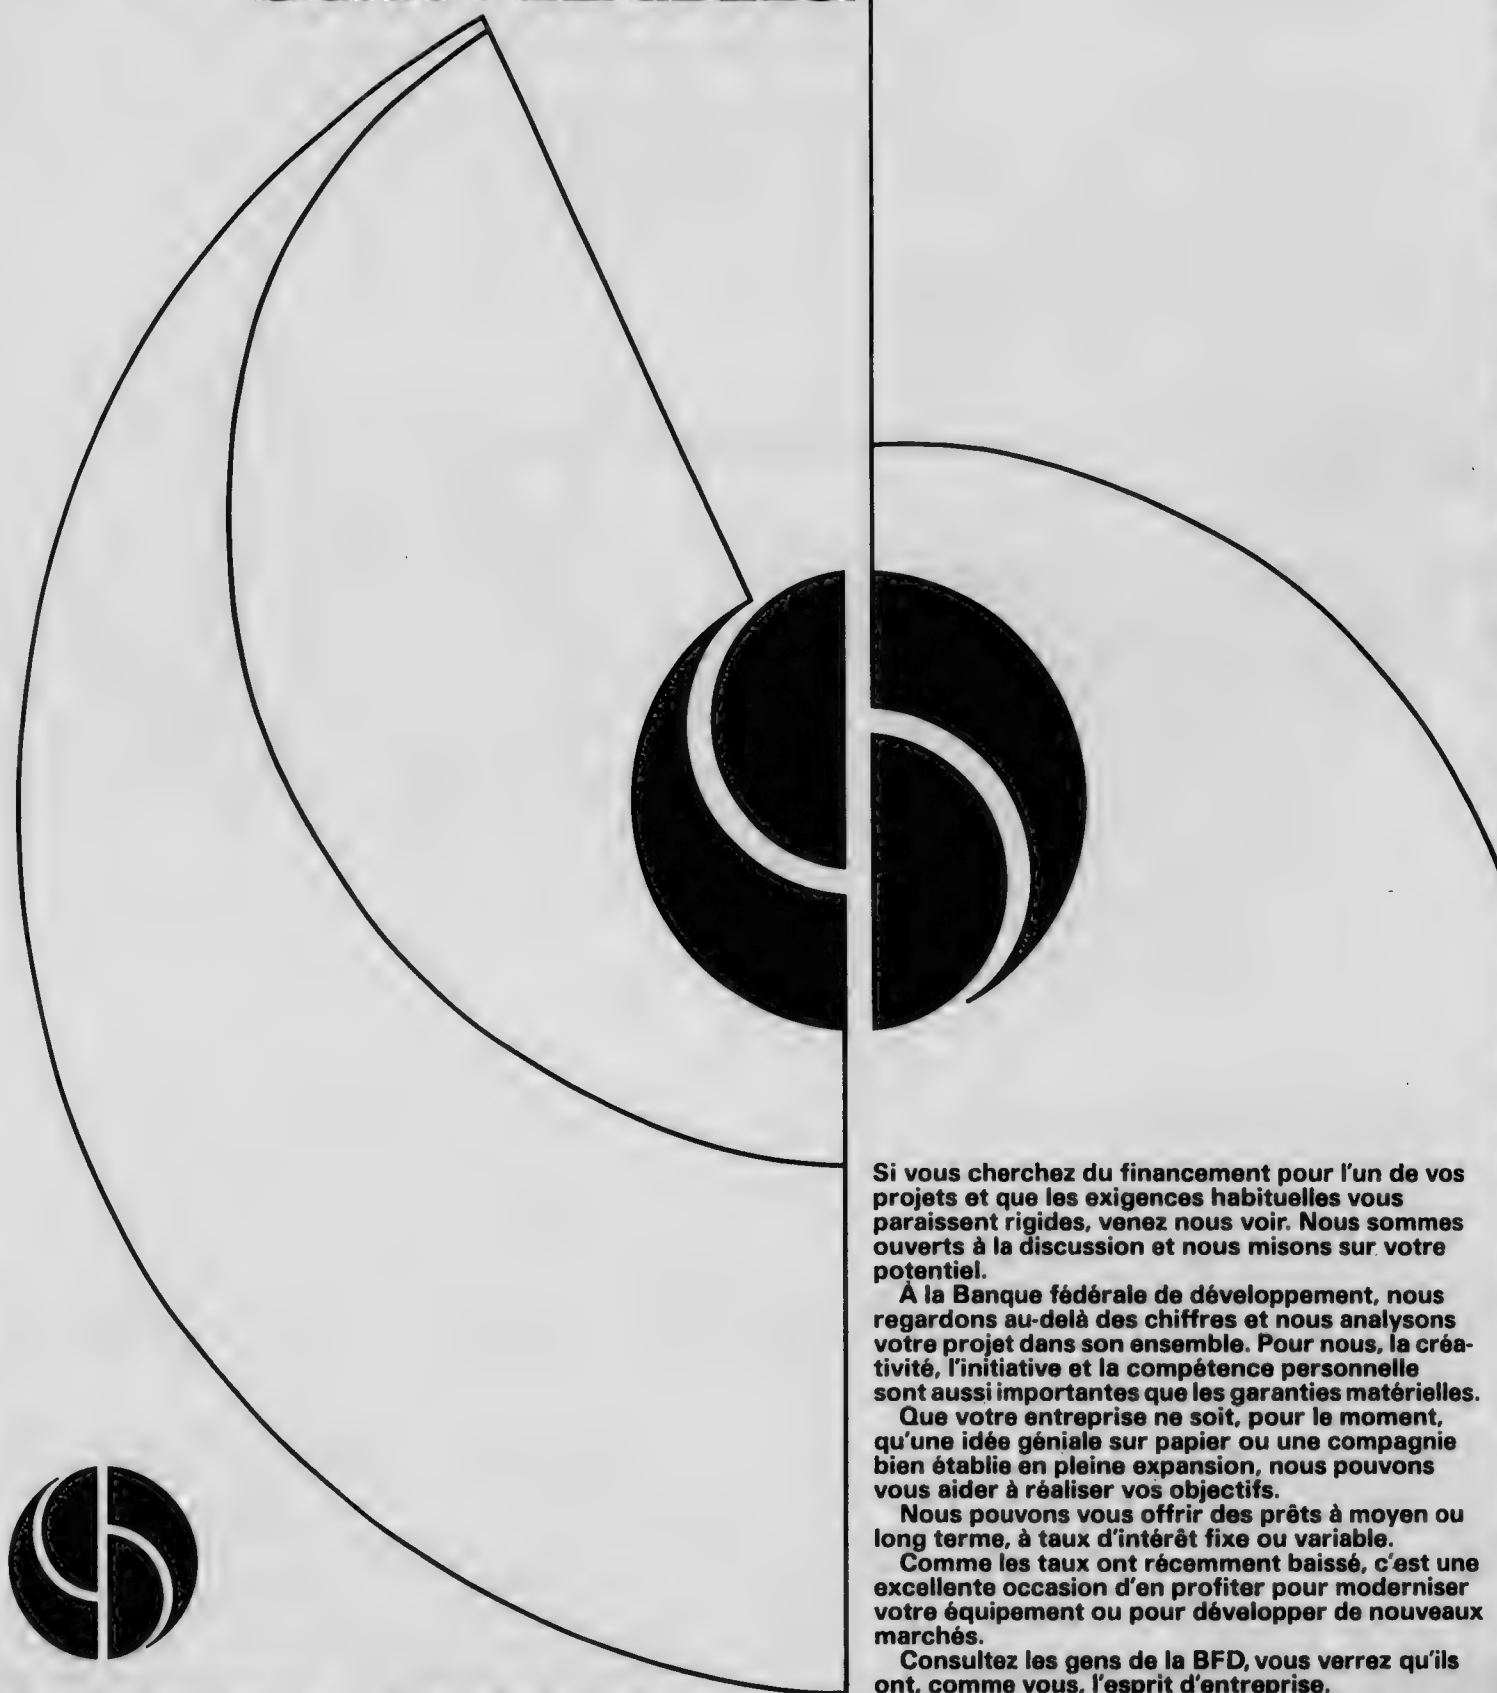 Si vous cherchez du financement pour l'un de vos
projets et que les exigences habituelles vous
paraissent rigides, venez nous voir. Nous sommes
ouverts à la discussion et nous misons sur votre
potentiel.
À la Banque fédérale de développement, nous
regardons au-delà des chiffres et nous analysons
votre projet dans son ensemble. Pour nous, la créa-
tivité, l'initiative et la compétence personnelle
sont aussi importantes que les garanties matérielles.
Que votre entreprise ne soit, pour le moment,
qu'une idée géniale sur papier ou une compagnie
bien établie en pleine expansion, nous pouvons
vous aider à réaliser vos objectifs.
Nous pouvons vous offrir des prêts à moyen ou
long terme, à taux d'intérêt fixe ou variable.
Comme les taux ont récemment baissé, c'est une
excellente occasion d'en profiter pour moderniser
votre équipement ou pour développer de nouveaux
marchés.
Consultez les gens de la BFD, vous verrez qu'ils
ont, comme vous, l'esprit d'entreprise.